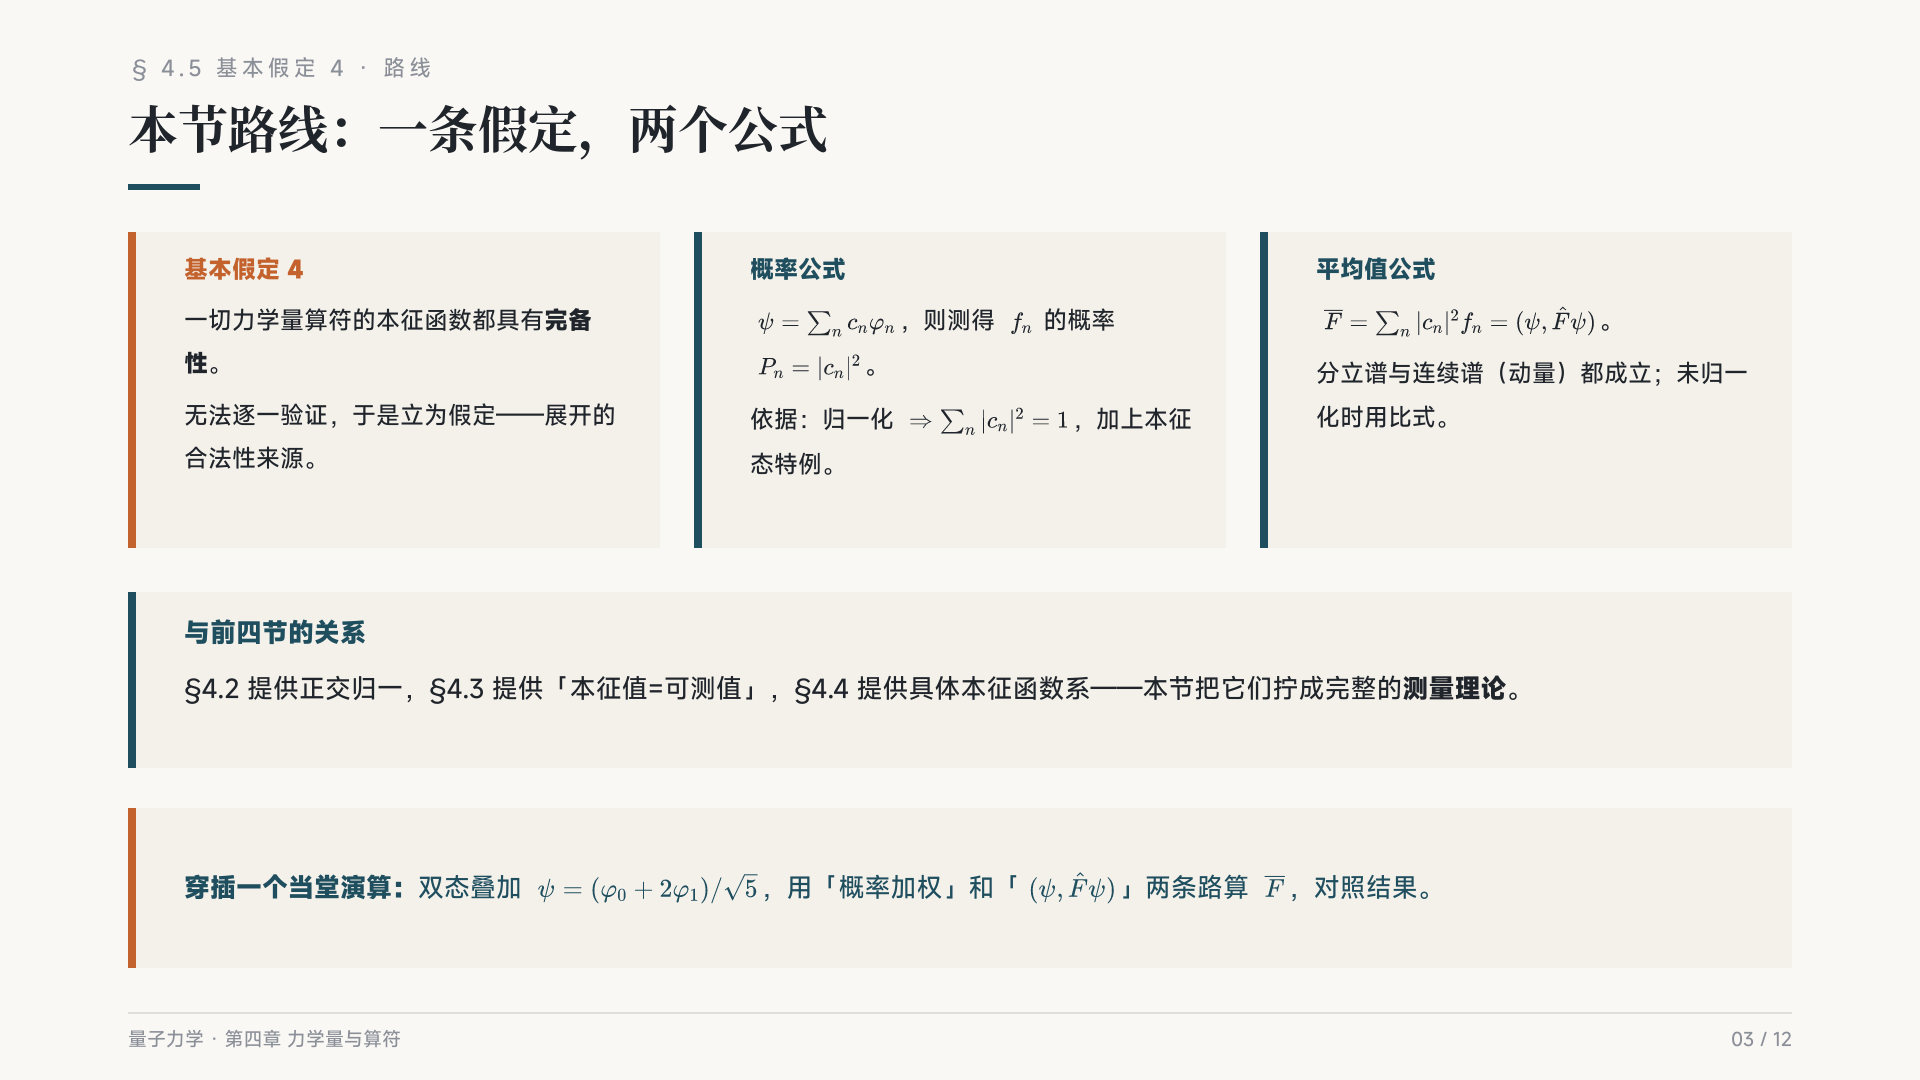 § 4.5 基本假定 4 · 路线
本节路线：一条假定，两个公式
基本假定 4
一切力学量算符的本征函数都具有完备
性。
无法逐一验证，于是立为假定——展开的
合法性来源。
概率公式
ψ = ∑ₙ cₙφₙ，则测得 fₙ 的概率
Pₙ = |cₙ|²。
依据：归一化 ⇒ ∑ₙ |cₙ|² = 1，加上本征
态特例。
平均值公式
F̅ = ∑ₙ |cₙ|² fₙ = (ψ, F̂ψ)。
分立谱与连续谱（动量）都成立；未归一
化时用比式。
与前四节的关系
§4.2 提供正交归一，§4.3 提供「本征值=可测值」，§4.4 提供具体本征函数系——本节把它们拧成完整的测量理论。
穿插一个当堂演算：双态叠加 ψ = (φ₀ + 2φ₁)/√5，用「概率加权」和「(ψ, F̂ψ)」两条路算 F̅，对照结果。
量子力学 · 第四章 力学量与算符
03 / 12